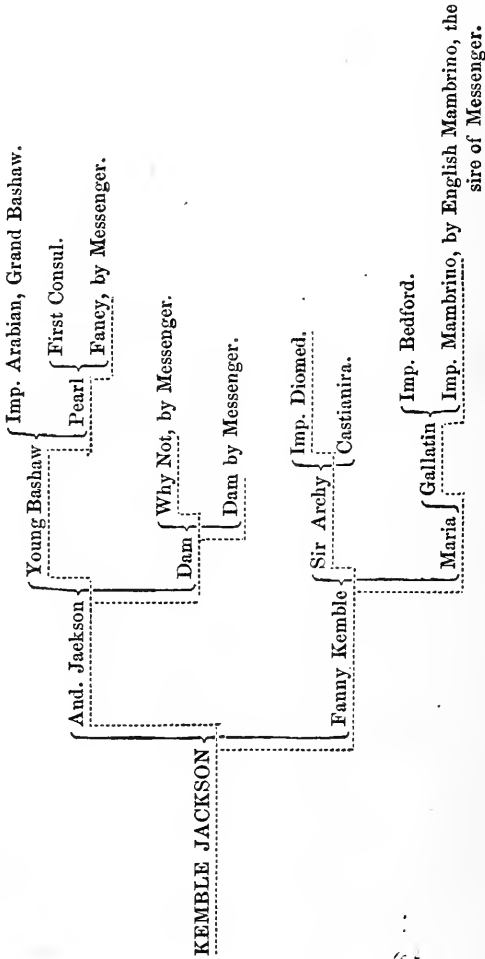 Imp. Arabian, Grand Bashaw.
Young Bashaw
First Consul.
Pearl
Faney, by Messenger.
And. Jaekson
Why Not, by Messenger.
Dam
Dam by Messenger.
KEMBLE JACKSON
Imp. Diomed.
Sir Archy
Castianira.
Fanny Kemble
Imp. Bedford.
Gallatin
Maria
Imp. Mambrino, by English Mambrino, the
sire of Messenger.